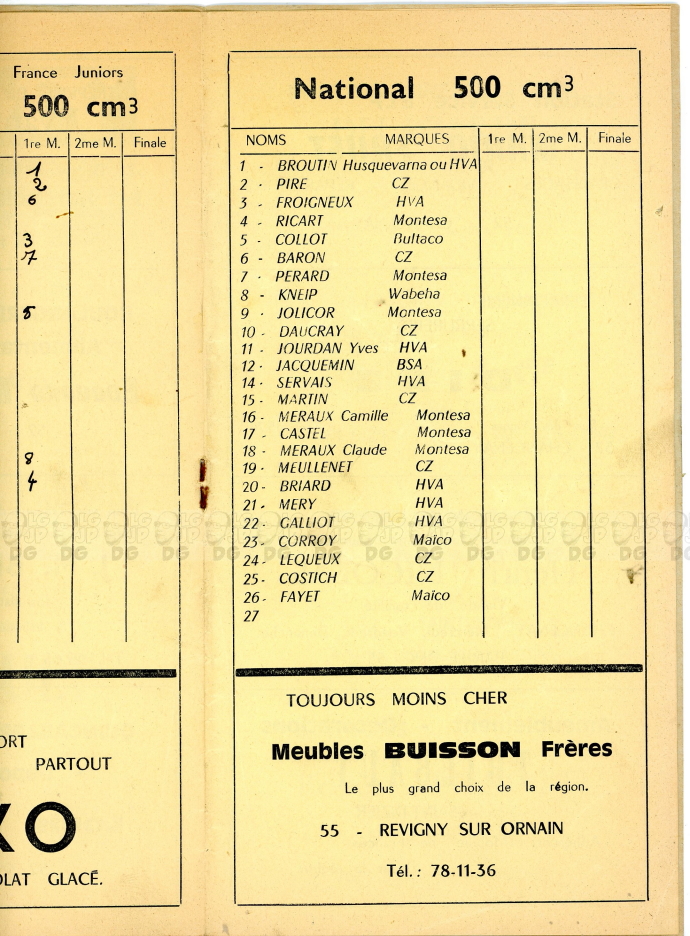 France Juniors
500 cm3
1re M. 2me M. Finale
1
2
6
3
7
5
8
4
ORT
PARTOUT
XO
OLAT GLACÉ.
National 500 cm3
NOMS MARQUES 1re M. 2me M. Finale
1 - BROUTIN Husquevarna ou HVA
2 - PIRE CZ
3 - FROIGNEUX HVA
4 - RICART Montesa
5 - COLLOT Bultaco
6 - BARON CZ
7 - PERARD Montesa
8 - KNEIP Wabeha
9 - JOLICOR Montesa
10 - DAUCRAY CZ
11 - JOURDAN Yves HVA
12 - JACQUEMIN BSA
14 - SERVAIS HVA
15 - MARTIN CZ
16 - MERAUX Camille Montesa
17 - CASTEL Montesa
18 - MERAUX Claude Montesa
19 - MEULLENET CZ
20 - BRIARD HVA
21 - MERY HVA
22 - GALLIOT HVA
23 - CORROY Maico
24 - LEQUEUX CZ
25 - COSTICH CZ
26 - FAYET Maico
27
TOUJOURS MOINS CHER
Meubles BUISSON Frères
Le plus grand choix de la région.
55 - REVIGNY SUR ORNAIN
Tél. : 78-11-36